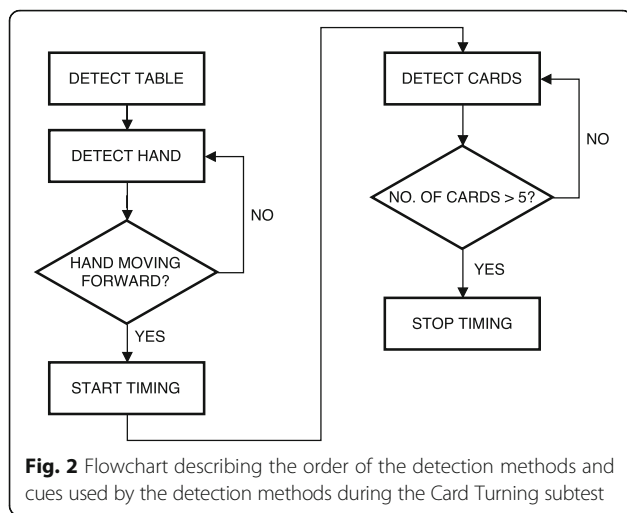 DETECT TABLE
DETECT HAND
NO
HAND MOVING
FORWARD?
YES
START TIMING
DETECT CARDS
NO
NO. OF CARDS > 5?
YES
STOP TIMING
Fig. 2 Flowchart describing the order of the detection methods and
cues used by the detection methods during the Card Turning subtest